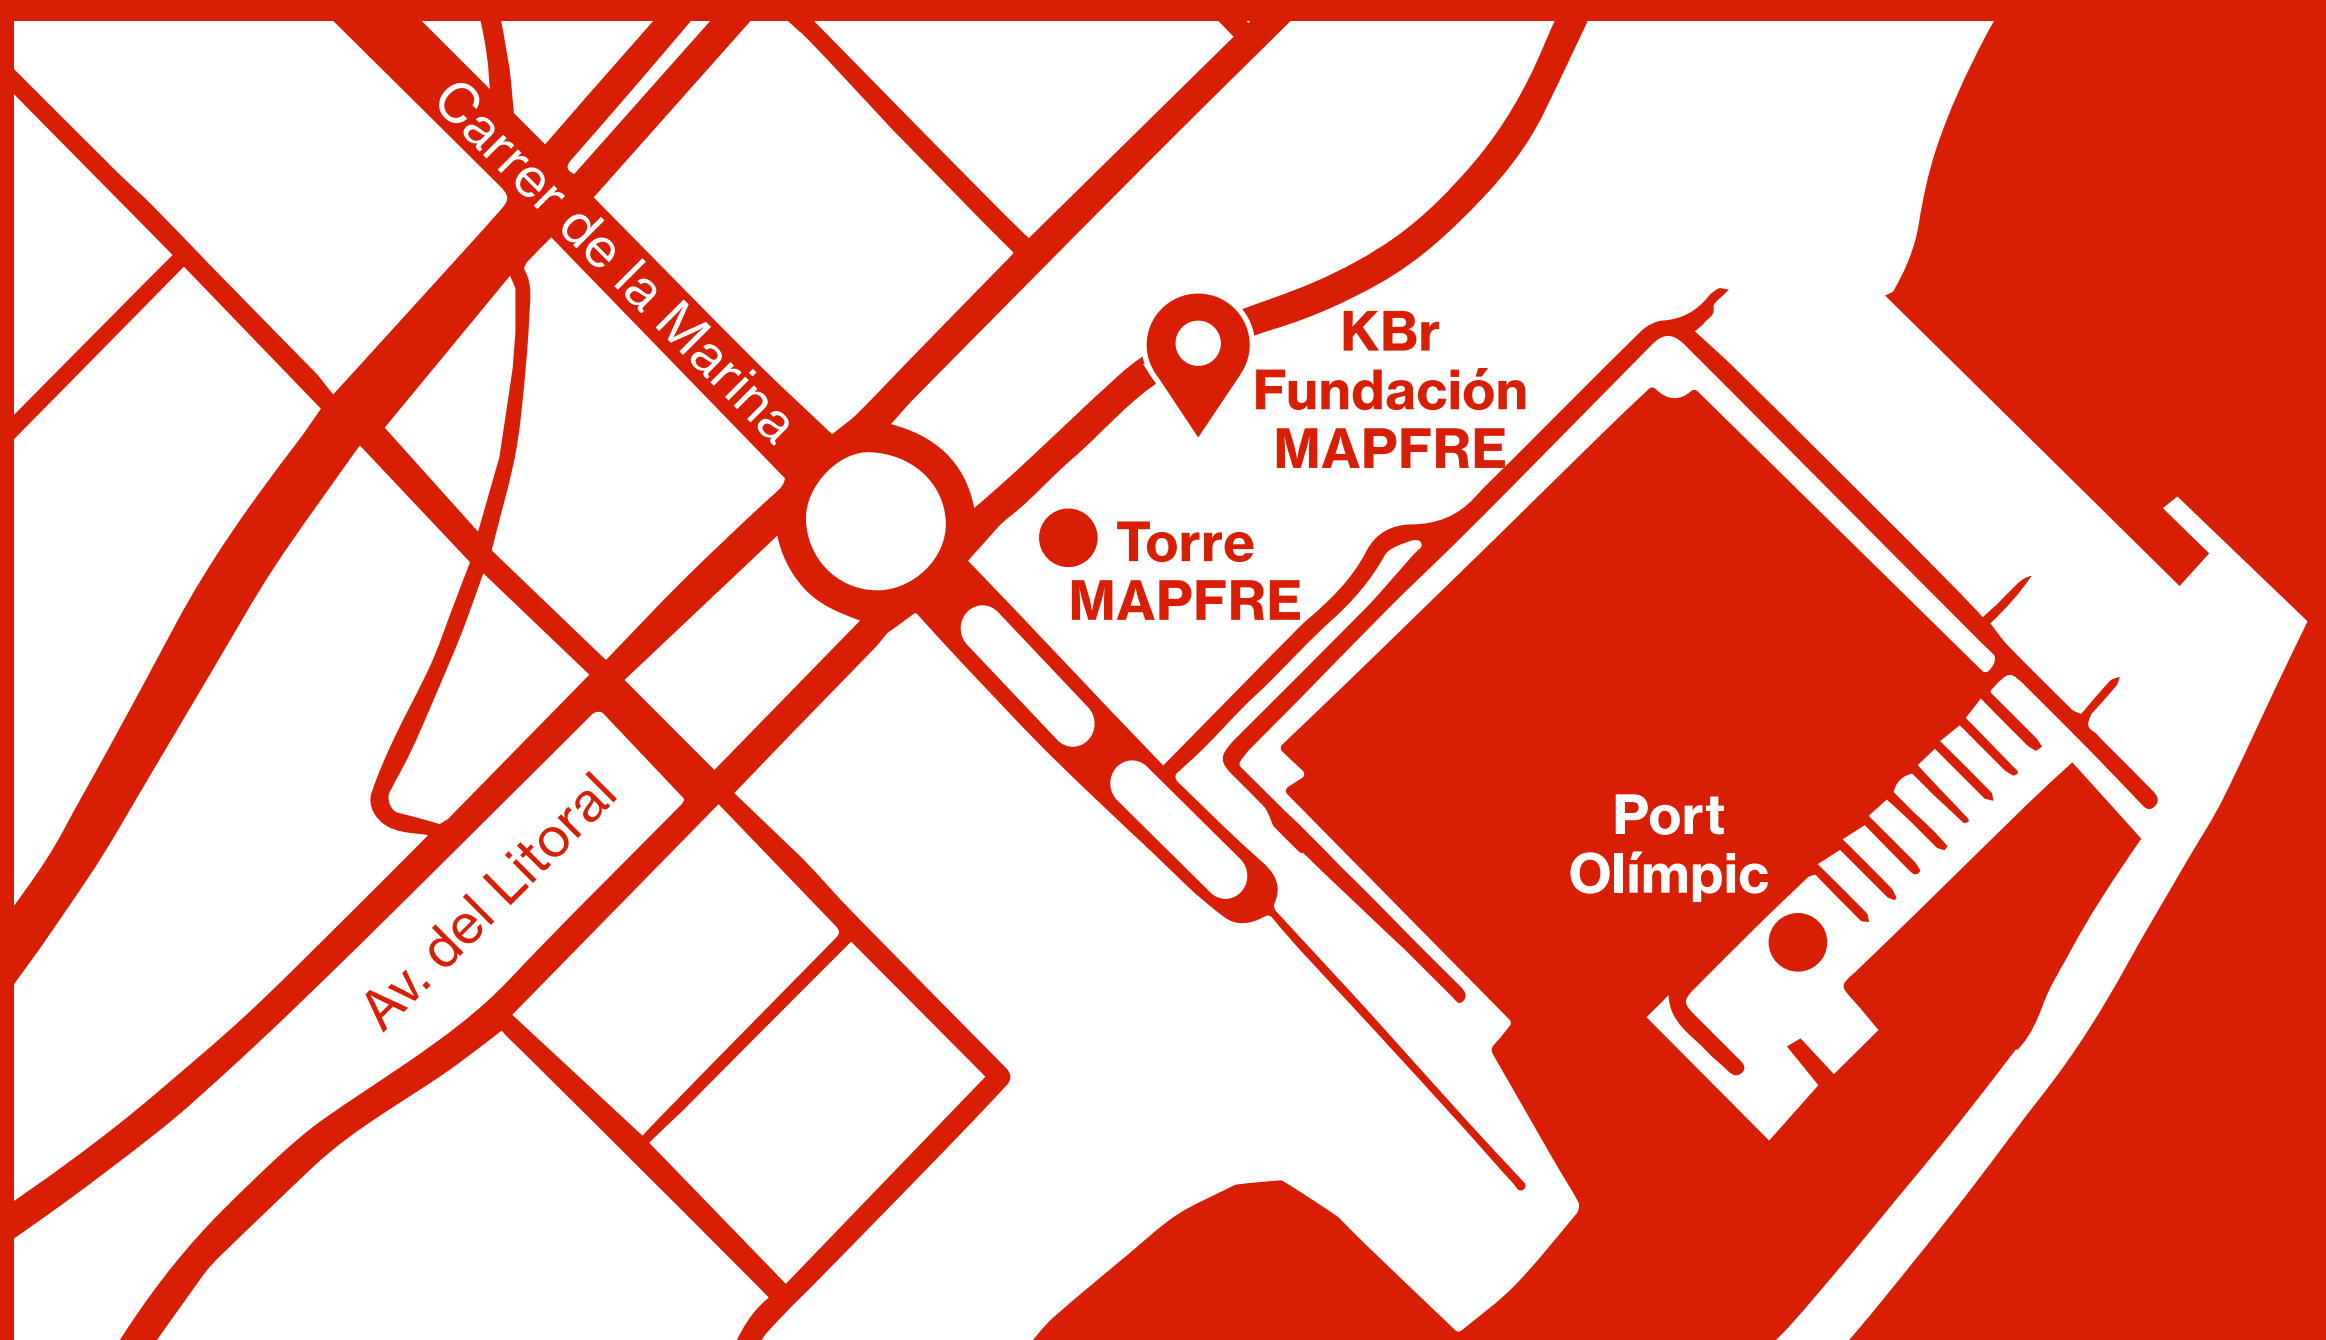 Carrer de la Marina
KBr
Fundación
MAPFRE
Torre
MAPFRE
Av. del Litoral
Port
Olímpic